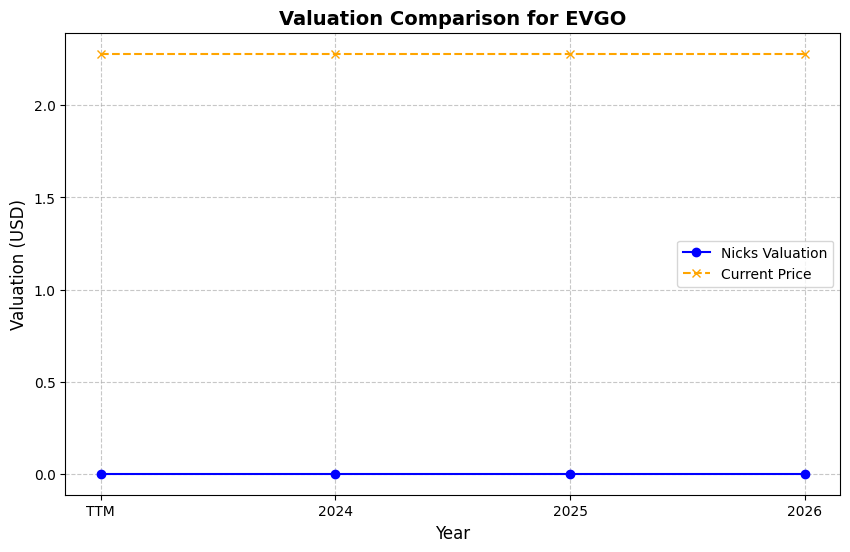 Valuation Comparison for EVGO
Valuation (USD)
2.0
1.5
1.0
0.5
0.0
Nicks Valuation
Current Price
TTM 2024 2025 2026
Year